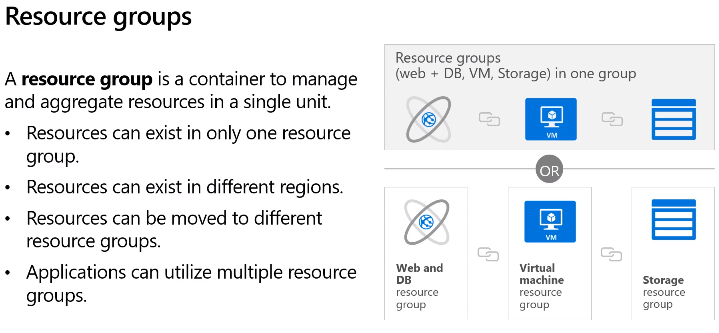 Resource groups
A resource group is a container to manage
and aggregate resources in a single unit.
• Resources can exist in only one resource
group.
• Resources can exist in different regions.
• Resources can be moved to different
resource groups.
• Applications can utilize multiple resource
groups.
Resource groups
(web + DB, VM, Storage) in one group
VM
OR
VM
Web and
DB
resource
group
Virtual
machine
resource
group
Storage
resource
group